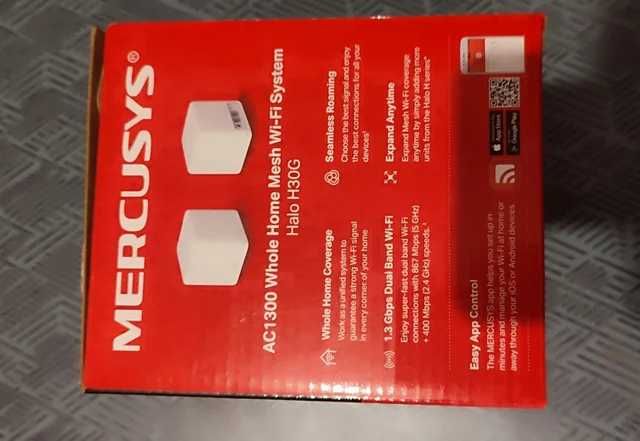 MERCUSYS®
AC1300 Whole Home Mesh Wi-Fi System
Halo H30G
Whole Home Coverage
Work as a unified system to
guarantee a strong Wi-Fi signal
in every corner of your home
Seamless Roaming
Choose the best signal and enjoy
the best connections for all your
devices¹
1.3 Gbps Dual Band Wi-Fi
Enjoy super-fast dual band Wi-Fi
connections with 867 Mbps (5 GHz)
+ 400 Mbps (2.4 GHz) speeds.
Expand Anytime
Expand Mesh Wi-Fi coverage
anytime by simply adding more
units from the Halo H series
Easy App Control
The MERCUSYS app helps you set up in
minutes and manage your Wi-Fi at home or
away through your iOS or Android devices
App Store
Google Play